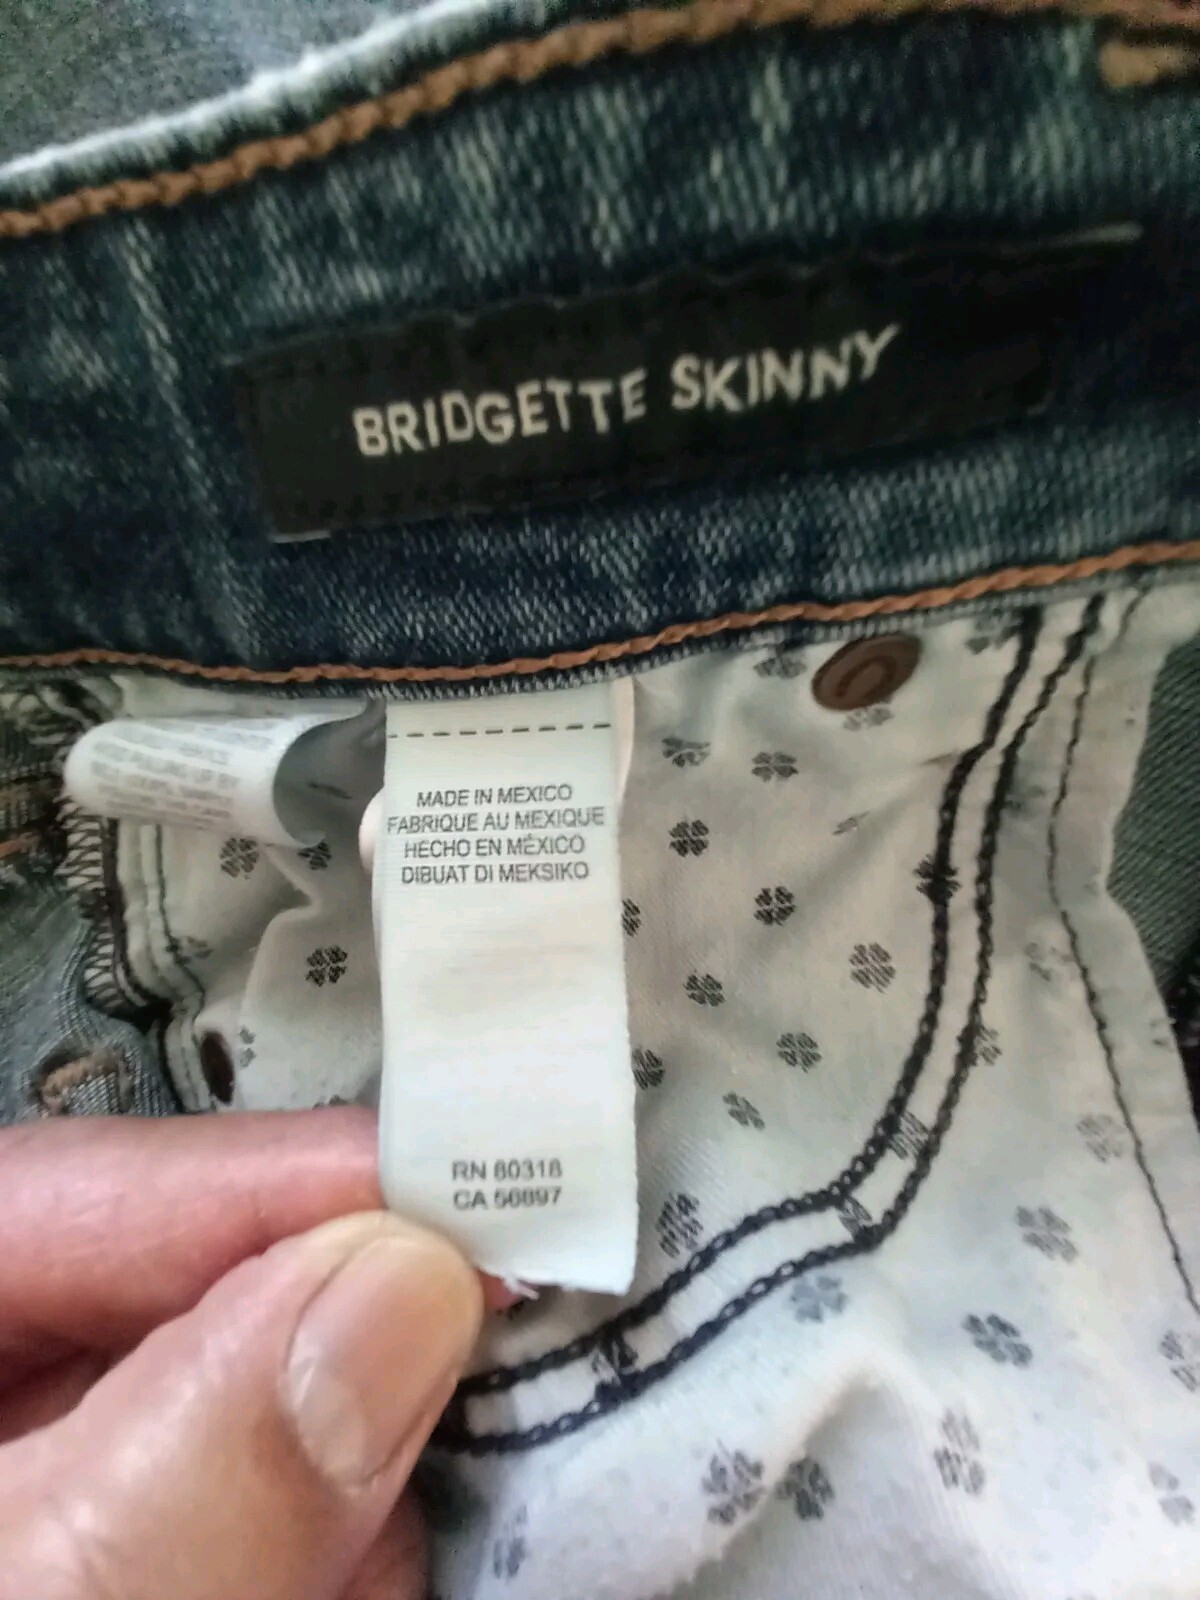 BRIDGETTE SKINNY
MADE IN MEXICO
FABRIQUE AU MEXIQUE
HECHO EN MÉXICO
DIBUAT DI MEKSIKO
RN 80318
CA 56897